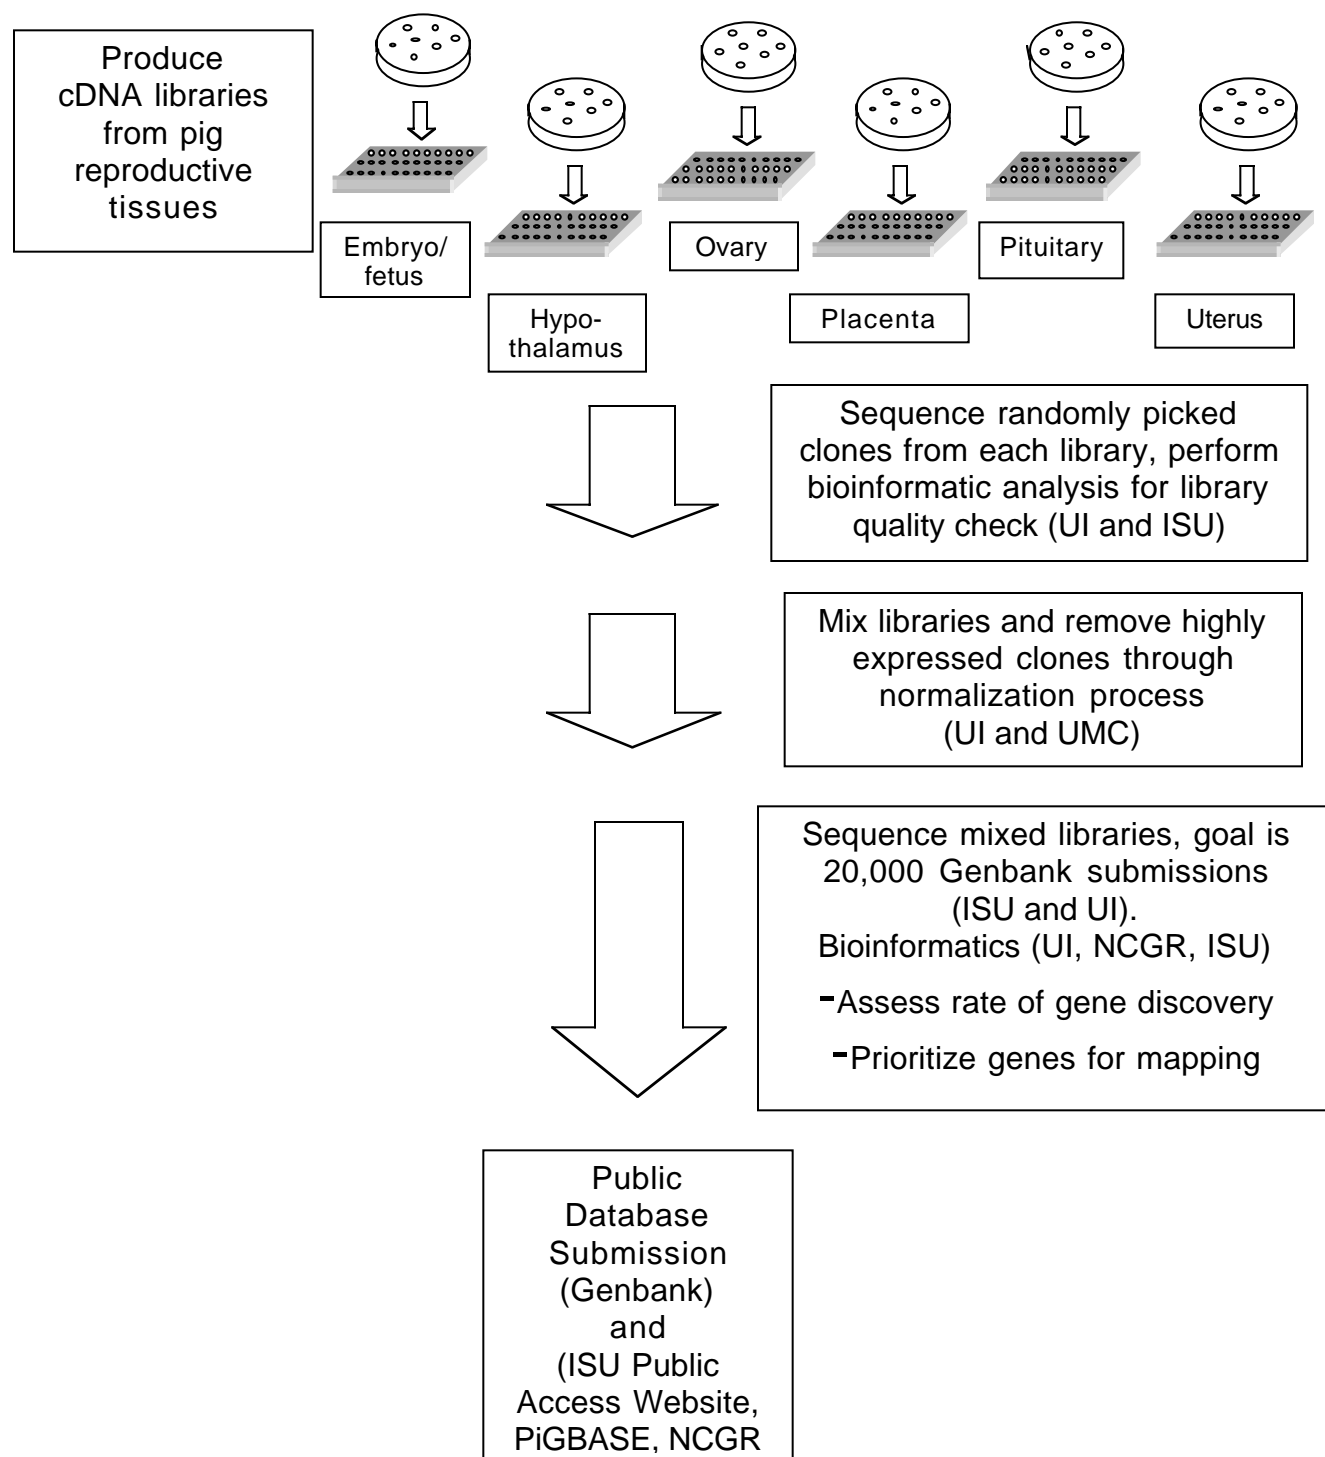 Produce
cDNA libraries
from pig
reproductive
tissues
Embryo/
fetus
Hypo-
thalamus
Ovary
Placenta
Pituitary
Uterus
Sequence randomly picked
clones from each library, perform
bioinformatic analysis for library
quality check (UI and ISU)
Mix libraries and remove highly
expressed clones through
normalization process
(UI and UMC)
Sequence mixed libraries, goal is
20,000 Genbank submissions
(ISU and UI).
Bioinformatics (UI, NCGR, ISU)
-Assess rate of gene discovery
-Prioritize genes for mapping
Public
Database
Submission
(Genbank)
and
(ISU Public
Access Website,
PiGBASE, NCGR